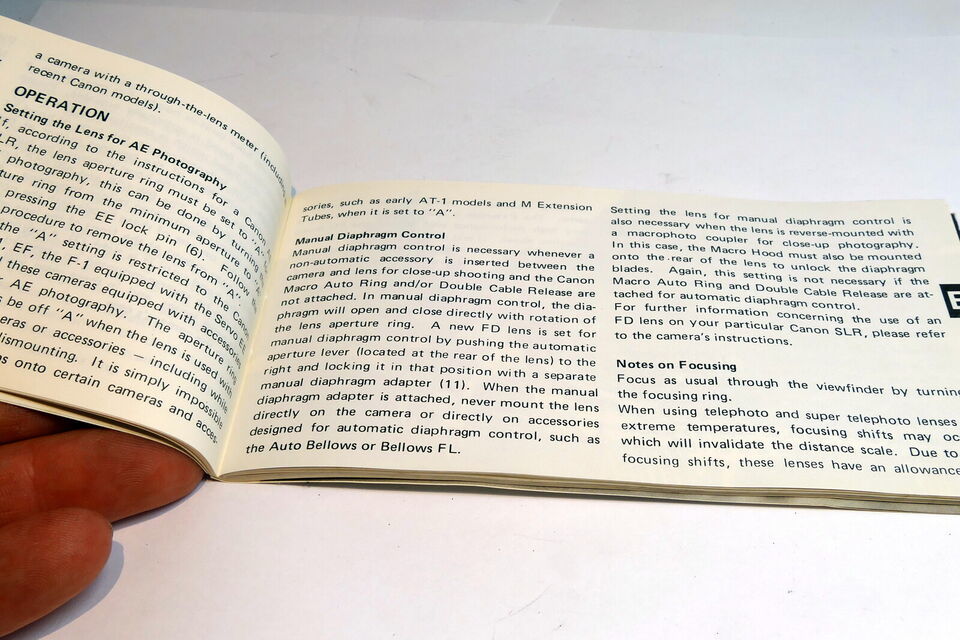 a camera with a through-the-lens meter (including
recent Canon models).
OPERATION
Setting the Lens for AE Photography
If, according to the instructions for a Canon
SLR, the lens aperture ring must be set to
photography, this can be done by turning
ture ring from the minimum aperture to
pressing the EE lock pin (6). Follow
procedure to remove the lens from "A".
the "A" setting is restricted to the
EF, the F-1 equipped with the Servo EE
these cameras equipped with accessories
AE photography. The aperture ring
be off "A" when the lens is used with
eras or accessories — including while
dismounting. It is simply impossible
onto certain cameras and acces-
sories, such as early AT-1 models and M Extension
Tubes, when it is set to "A".
Manual Diaphragm Control
Manual diaphragm control is necessary whenever a
non-automatic accessory is inserted between the
camera and lens for close-up shooting and the Canon
Macro Auto Ring and/or Double Cable Release are
not attached. In manual diaphragm control, the dia-
phragm will open and close directly with rotation of
the lens aperture ring. A new FD lens is set for
manual diaphragm control by pushing the automatic
aperture lever (located at the rear of the lens) to the
right and locking it in that position with a separate
manual diaphragm adapter (11). When the manual
diaphragm adapter is attached, never mount the lens
directly on the camera or directly on accessories
designed for automatic diaphragm control, such as
the Auto Bellows or Bellows FL.
Setting the lens for manual diaphragm control is
also necessary when the lens is reverse-mounted with
a macrophoto coupler for close-up photography.
In this case, the Macro Hood must also be mounted
onto the rear of the lens to unlock the diaphragm
blades. Again, this setting is not necessary if the
Macro Auto Ring and Double Cable Release are at-
tached for automatic diaphragm control.
For further information concerning the use of an
FD lens on your particular Canon SLR, please refer
to the camera's instructions.
Notes on Focusing
Focus as usual through the viewfinder by turning
the focusing ring.
When using telephoto and super telephoto lenses
extreme temperatures, focusing shifts may oc
which will invalidate the distance scale. Due to
focusing shifts, these lenses have an allowance